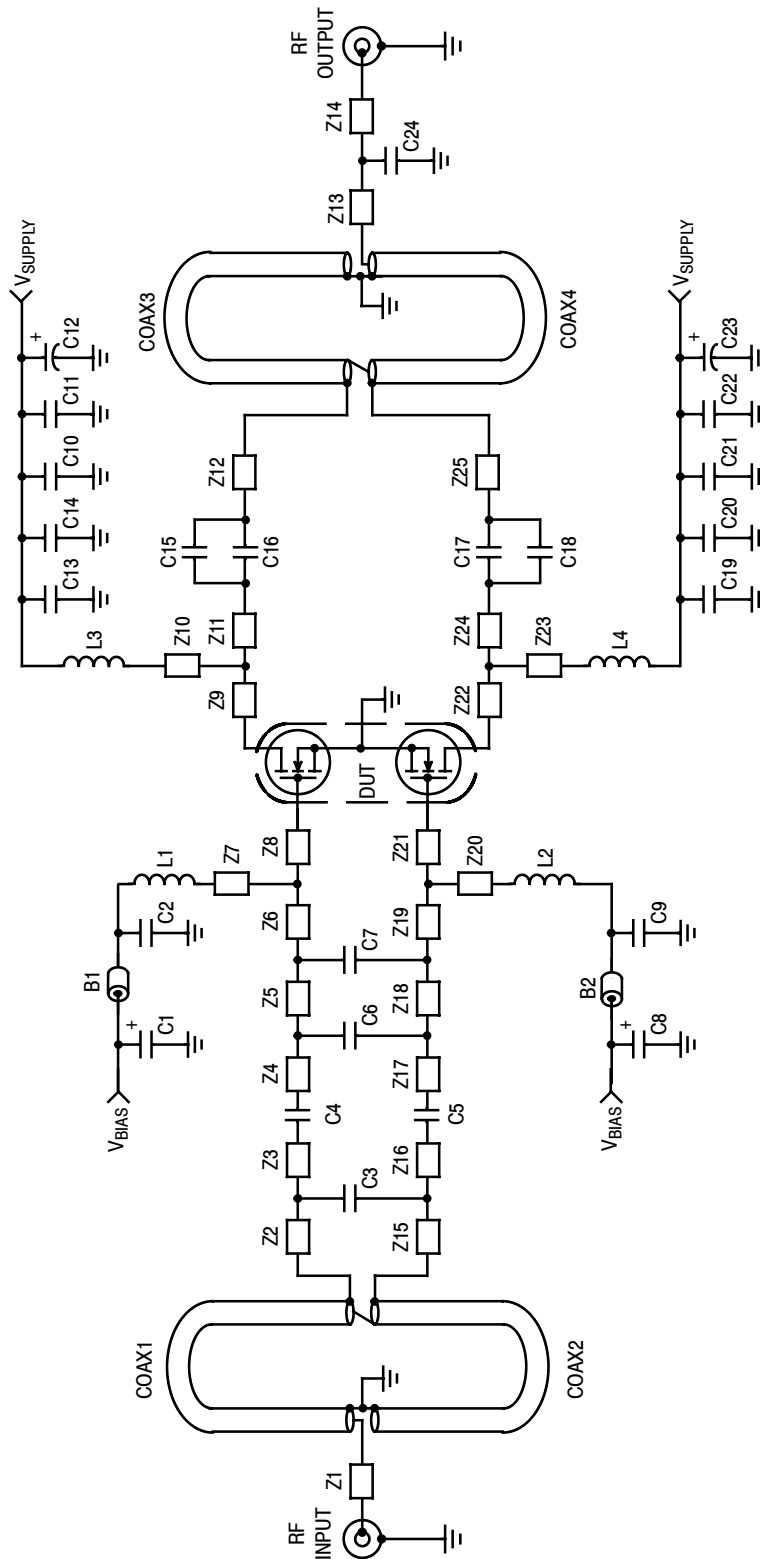 RF
INPUT
Z1
COAX1
COAX2
Z2
Z3
C4
Z4
Z5
Z6
Z8
C3
C6
C7
Z15
Z16
C5
Z17
Z18
Z19
Z21
VBIAS
+
C1
B1
C2
L1
Z7
VBIAS
+
C8
B2
C9
L2
Z20
DUT
Z9
Z10
L3
Z11
C15
C16
Z12
C13
C14
C10
C11
+
C12
VSUPPLY
Z22
Z23
L4
Z24
C17
C18
Z25
C19
C20
C21
C22
+
C23
VSUPPLY
COAX3
COAX4
Z13
C24
Z14
RF
OUTPUT